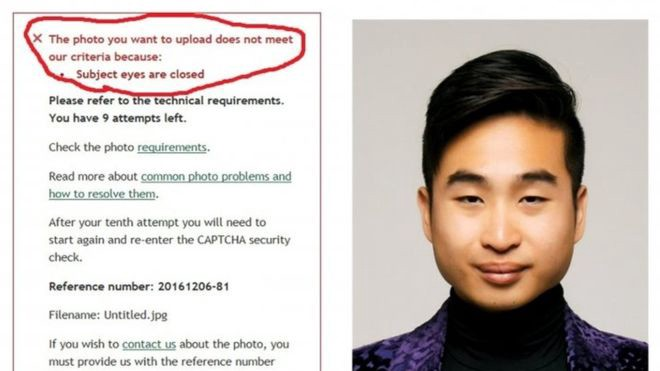 The photo you want to upload does not meet
our criteria because:
• Subject eyes are closed
Please refer to the technical requirements.
You have 9 attempts left.
Check the photo requirements.
Read more about common photo problems and
how to resolve them.
After your tenth attempt you will need to
start again and re-enter the CAPTCHA security
check.
Reference number: 20161206-81
Filename: Untitled.jpg
If you wish to contact us about the photo, you
must provide us with the reference number